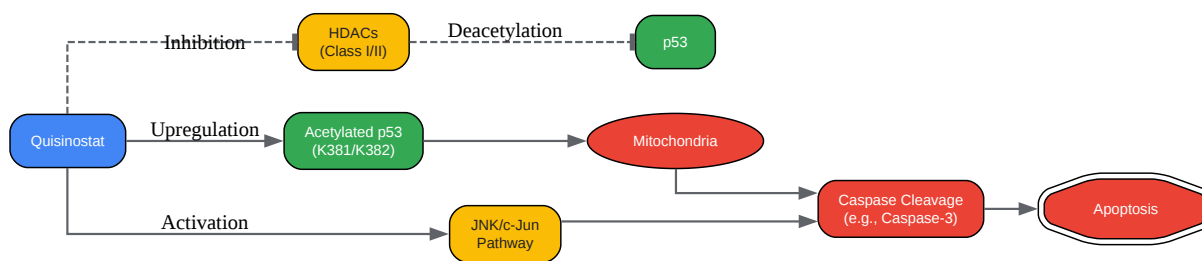 Inhibition
HDACs
(Class I/II)
Deacetylation
p53
Quisinostat
Upregulation
Acetylated p53
(K381/K382)
Mitochondria
Activation
JNK/c-Jun
Pathway
Caspase Cleavage
(e.g., Caspase-3)
Apoptosis